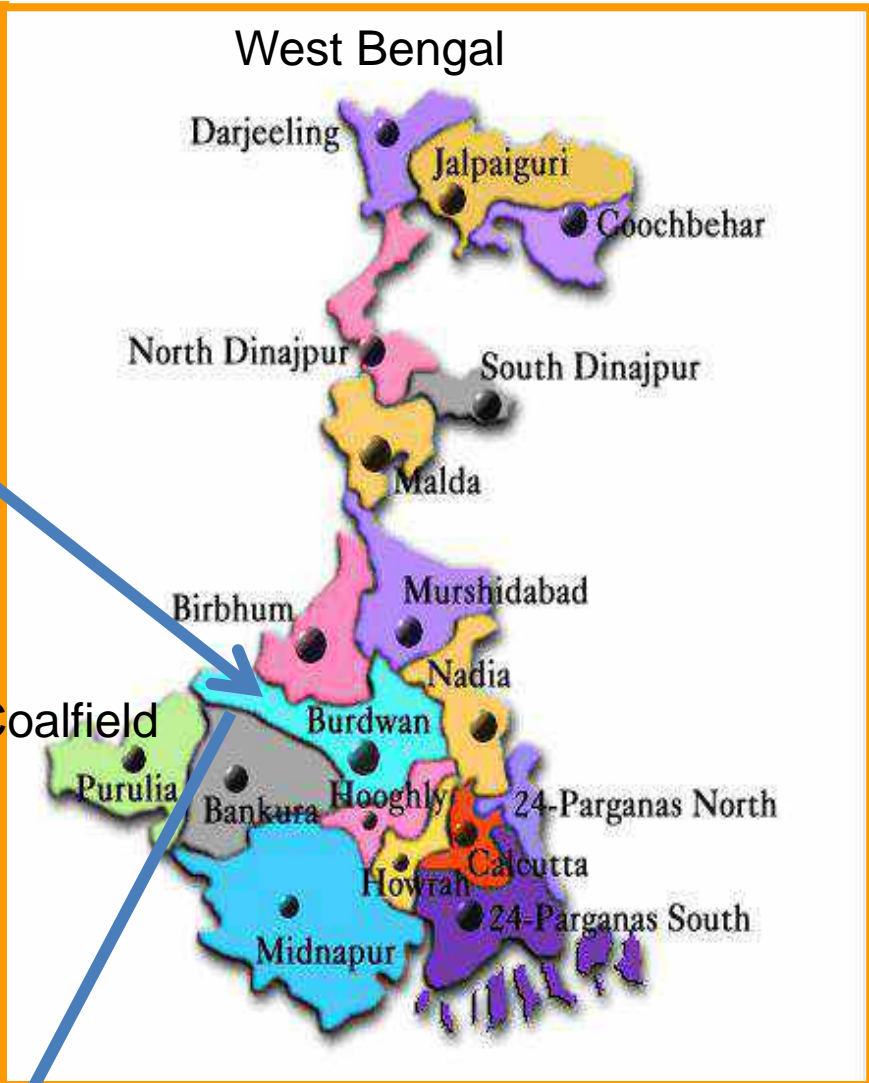 West Bengal
Darjeeling
Jalpaiguri
Coochbehar
North Dinajpur
South Dinajpur
Malda
Birbhum
Murshidabad
Nadia
Coalfield
Burdwan
Purulia
Bankura
Hooghly
24-Parganas North
Calcutta
Howrah
24-Parganas South
Midnapur